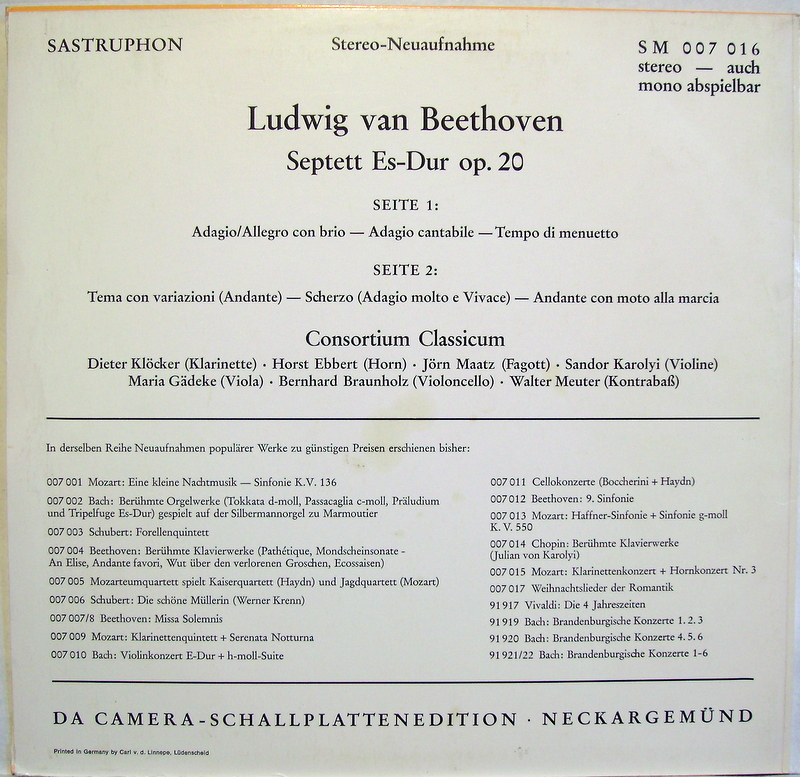 SASTRUPHON
Stereo-Neuaufnahme
SM 007 016
stereo — auch
mono abspielbar
Ludwig van Beethoven
Septett Es-Dur op. 20
SEITE 1:
Adagio/Allegro con brio — Adagio cantabile — Tempo di menuetto
SEITE 2:
Tema con variazioni (Andante) — Scherzo (Adagio molto e Vivace) — Andante con moto alla marcia
Consortium Classicum
Dieter Klöcker (Klarinette) · Horst Ebbert (Horn) · Jörn Maatz (Fagott) · Sandor Karolyi (Violine)
Maria Gädeke (Viola) · Bernhard Braunholz (Violoncello) · Walter Meuter (Kontrabaß)
In derselben Reihe Neuaufnahmen populärer Werke zu günstigen Preisen erschienen bisher:
007 001 Mozart: Eine kleine Nachtmusik — Sinfonie K.V. 136
007 002 Bach: Berühmte Orgelwerke (Tokkata d-moll, Passacaglia c-moll, Präludium
und Tripelfuge Es-Dur) gespielt auf der Silbermannorgel zu Marmoutier
007 003 Schubert: Forellenquintett
007 004 Beethoven: Berühmte Klavierwerke (Pathétique, Mondscheinsonate -
An Elise, Andante favori, Wut über den verlorenen Groschen, Ecossaisen)
007 005 Mozarteumquartett spielt Kaiserquartett (Haydn) und Jagdquartett (Mozart)
007 006 Schubert: Die schöne Müllerin (Werner Krenn)
007 007/8 Beethoven: Missa Solemnis
007 009 Mozart: Klarinettenquintett + Serenata Notturna
007 010 Bach: Violinkonzert E-Dur + h-moll-Suite
007 011 Cellokonzerte (Boccherini + Haydn)
007 012 Beethoven: 9. Sinfonie
007 013 Mozart: Haffner-Sinfonie + Sinfonie g-moll
K. V. 550
007 014 Chopin: Berühmte Klavierwerke
(Julian von Karolyi)
007 015 Mozart: Klarinettenkonzert + Hornkonzert Nr. 3
007 017 Weihnachtslieder der Romantik
91 917 Vivaldi: Die 4 Jahreszeiten
91 919 Bach: Brandenburgische Konzerte 1. 2. 3
91 920 Bach: Brandenburgische Konzerte 4. 5. 6
91 921/22 Bach: Brandenburgische Konzerte 1-6
DA CAMERA-SCHALLPLATTENEDITION · NECKARGEMÜND
Printed in Germany by Carl v. d. Linnepe, Lüdenscheid